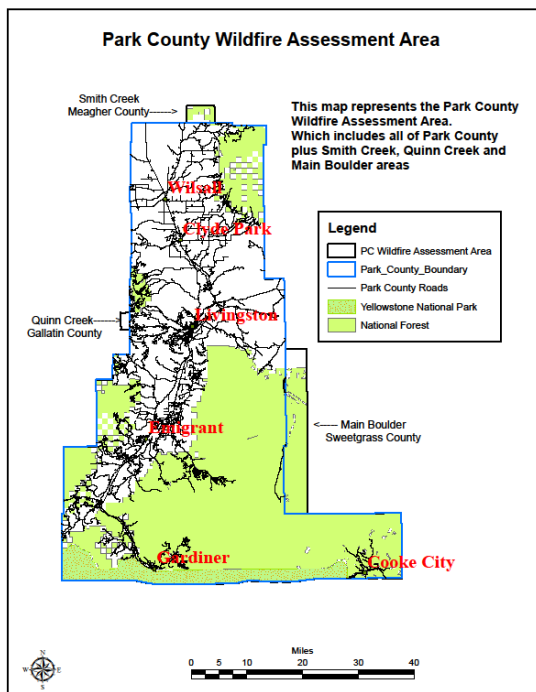 Park County Wildfire Assessment Area
Smith Creek
Meagher County
This map represents the Park County
Wildfire Assessment Area.
Which includes all of Park County
plus Smith Creek, Quinn Creek and
Main Boulder areas
Wilsall
Clyde Park
Legend
PC Wildfire Assessment Area
Park_County_Boundary
Park County Roads
Yellowstone National Park
National Forest
Quinn Creek
Gallatin County
Livingston
Main Boulder
Sweetgrass County
Emigrant
Gardiner
Cooke City
Miles
0 5 10 20 30 40
N
W E
S